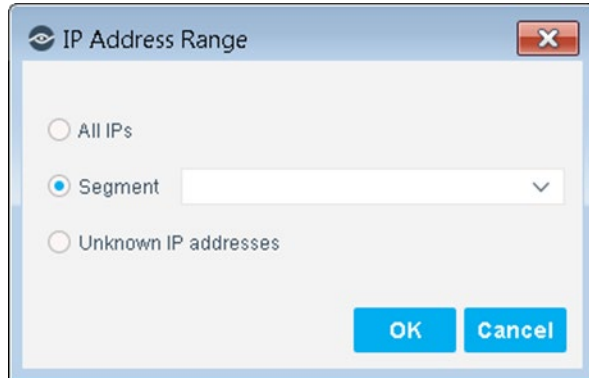 IP Address Range
All IPs
Segment
Unknown IP addresses
OK
Cancel